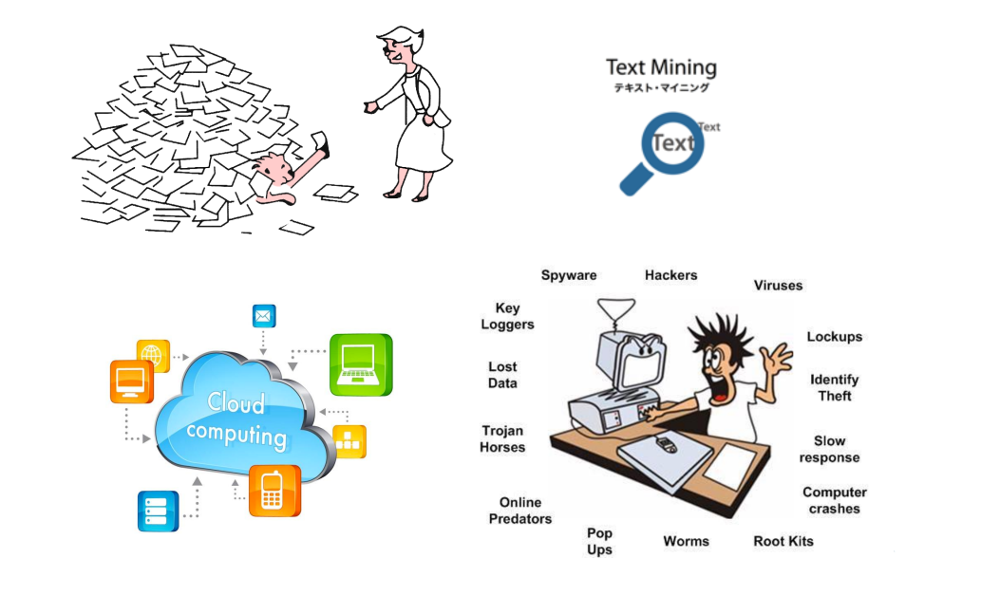 Text Mining
テキスト・マイニング
Text
Text
Cloud
computing
Spyware
Hackers
Viruses
Key
Loggers
Lockups
Lost
Data
Identify
Theft
Trojan
Horses
Slow
response
Online
Predators
Computer
crashes
Pop
Ups
Worms
Root Kits